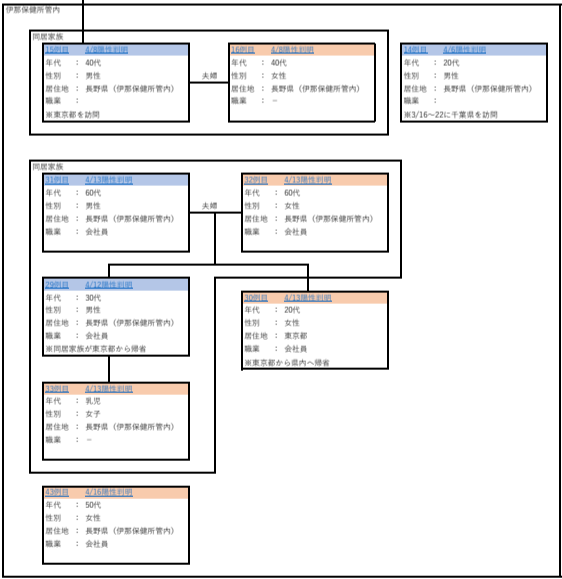 伊那保健所管内
同居家族
15例目 4/8陽性判明
年代 ： 40代
性別 ： 男性
居住地 ： 長野県（伊那保健所管内）
職業 ：
※東京都を訪問
夫婦
16例目 4/8陽性判明
年代 ： 40代
性別 ： 女性
居住地 ： 長野県（伊那保健所管内）
職業 ： －
14例目 4/6陽性判明
年代 ： 20代
性別 ： 男性
居住地 ： 長野県（伊那保健所管内）
職業 ：
※3/16～22に千葉県を訪問
同居家族
31例目 4/13陽性判明
年代 ： 60代
性別 ： 男性
居住地 ： 長野県（伊那保健所管内）
職業 ： 会社員
夫婦
32例目 4/13陽性判明
年代 ： 60代
性別 ： 女性
居住地 ： 長野県（伊那保健所管内）
職業 ： 会社員
29例目 4/12陽性判明
年代 ： 30代
性別 ： 男性
居住地 ： 長野県（伊那保健所管内）
職業 ： 会社員
※同居家族が東京都から帰省
30例目 4/13陽性判明
年代 ： 20代
性別 ： 女性
居住地 ： 東京都
職業 ： 会社員
※東京都から県内へ帰省
33例目 4/13陽性判明
年代 ： 乳児
性別 ： 女子
居住地 ： 長野県（伊那保健所管内）
職業 ： －
43例目 4/16陽性判明
年代 ： 50代
性別 ： 女性
居住地 ： 長野県（伊那保健所管内）
職業 ： 会社員